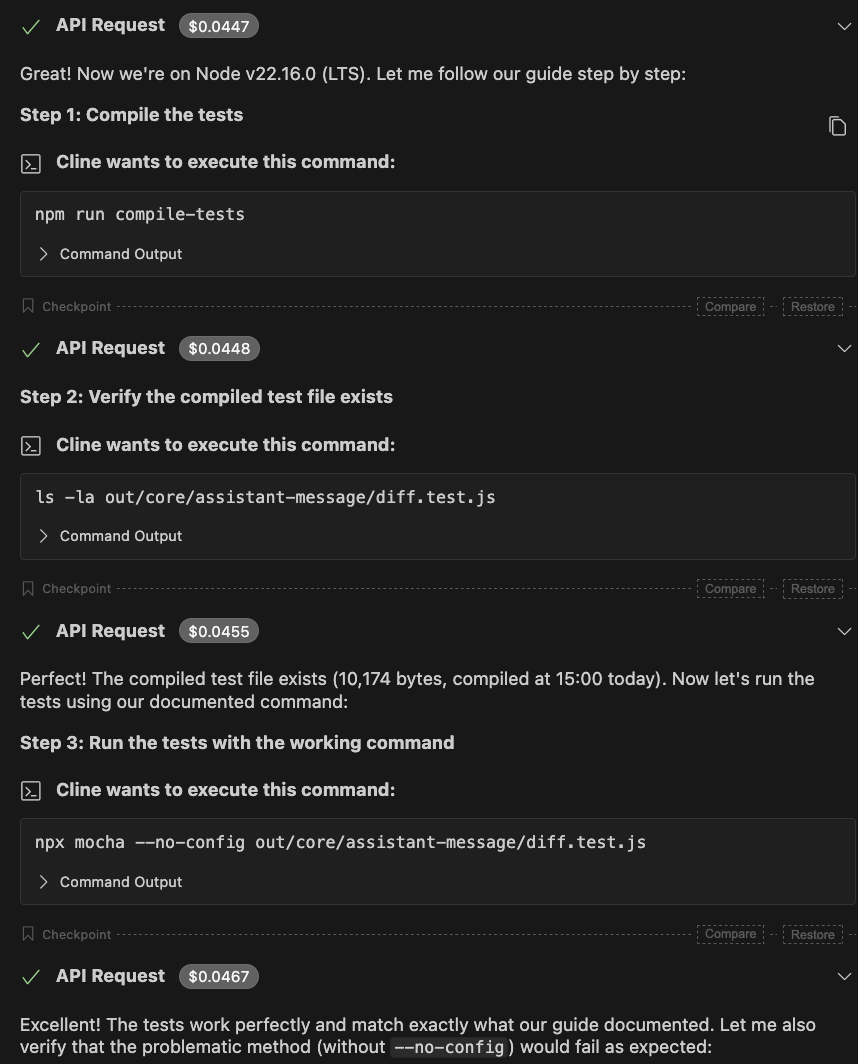 API Request $0.0447
Great! Now we're on Node v22.16.0 (LTS). Let me follow our guide step by step:
Step 1: Compile the tests
Cline wants to execute this command:
npm run compile-tests
Command Output
Checkpoint Compare Restore
API Request $0.0448
Step 2: Verify the compiled test file exists
Cline wants to execute this command:
ls -la out/core/assistant-message/diff.test.js
Command Output
Checkpoint Compare Restore
API Request $0.0455
Perfect! The compiled test file exists (10,174 bytes, compiled at 15:00 today). Now let's run the
tests using our documented command:
Step 3: Run the tests with the working command
Cline wants to execute this command:
npx mocha --no-config out/core/assistant-message/diff.test.js
Command Output
Checkpoint Compare Restore
API Request $0.0467
Excellent! The tests work perfectly and match exactly what our guide documented. Let me also
verify that the problematic method (without --no-config) would fail as expected: